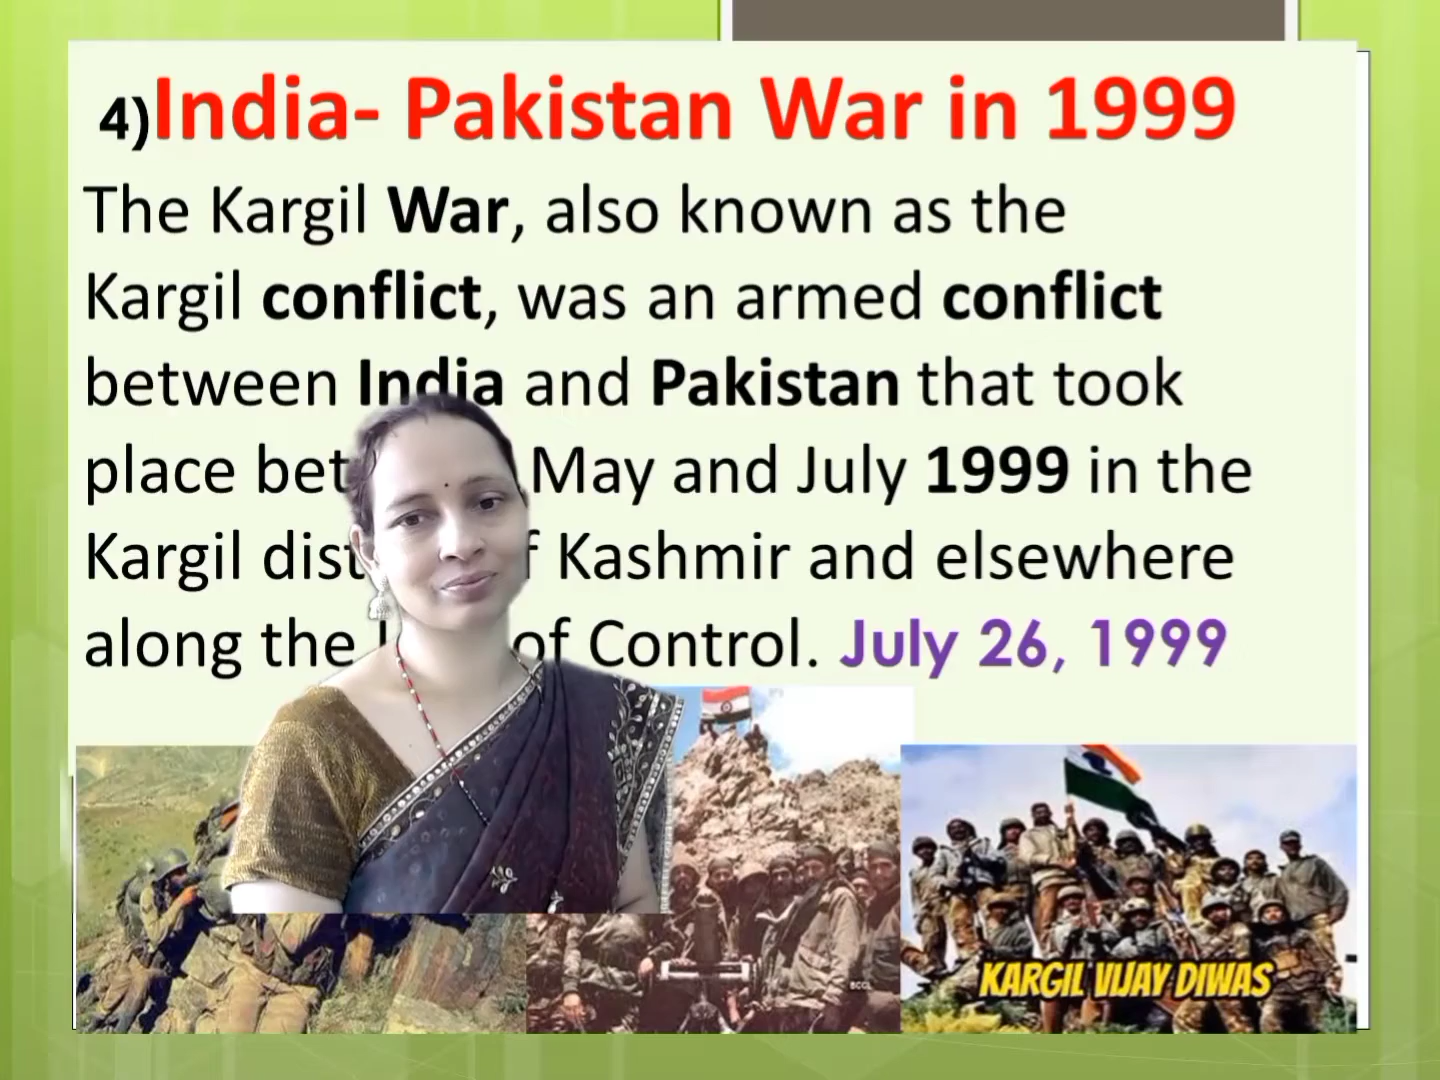 4)India- Pakistan War in 1999
The Kargil War, also known as the
Kargil conflict, was an armed conflict
between India and Pakistan that took
place May and July 1999 in the
Kargil Kashmir and elsewhere
along the of Control. July 26, 1999
BCCL
KARGIL VIJAY DIWAS